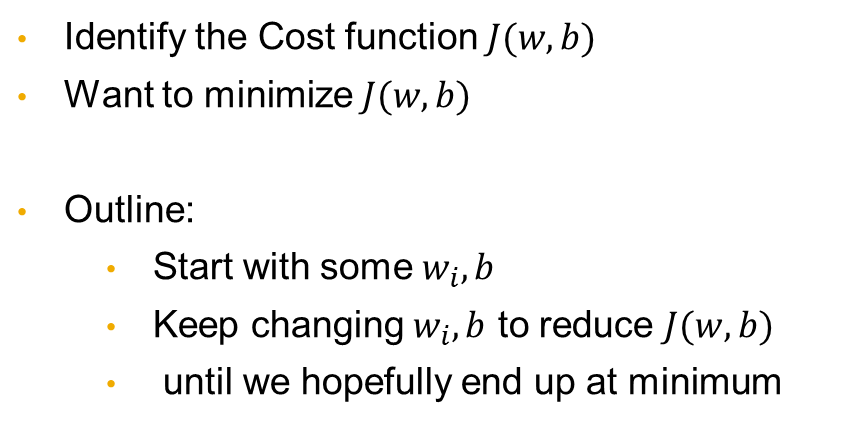 • Identify the Cost function J(w, b)
• Want to minimize J(w, b)
• Outline:
• Start with some wᵢ, b
• Keep changing wᵢ, b to reduce J(w, b)
• until we hopefully end up at minimum